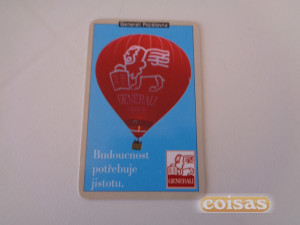 Generali Pojišťovna
GENERALI
Budoucnost
potřebuje
jistotu.
GENERALI
coisas